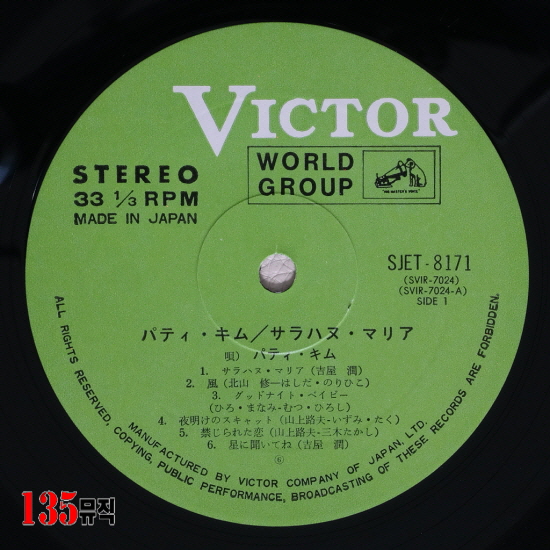 VICTOR
WORLD GROUP
"HIS MASTER'S VOICE"
STEREO
33 1/3 RPM
MADE IN JAPAN
SJET-8171
(SVIR-7024)
(SVIR-7024-A)
SIDE 1
パティ・キム／サラハヌ・マリア
唄 パティ・キム
1. サラハヌ・マリア(吉屋 潤)
2. 風(北山 修―はしだ・のりひこ)
3. グッドナイト・ベイビー
(ひろ・まなみ-むつ・ひろし)
4. 夜明けのスキャット(山上路夫-いずみ・たく)
5. 禁じられた恋(山上路夫-三木たかし)
6. 星に聞いてね(吉屋 潤)
⑥
ALL RIGHTS RESERVED. MANUFACTURED BY VICTOR COMPANY OF JAPAN, LTD.
COPYING, PUBLIC PERFORMANCE, BROADCASTING OF THESE RECORDS ARE FORBIDDEN.
135뮤직